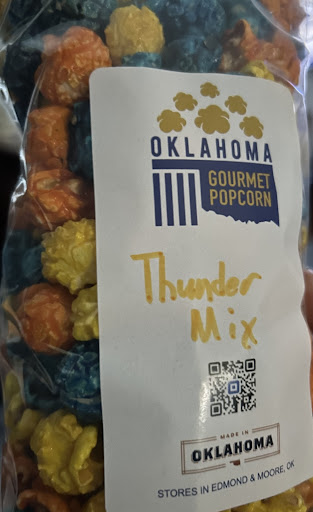 OKLAHOMA
GOURMET
POPCORN
Thunder
Mix
MADE IN
OKLAHOMA
STORES IN EDMOND & MOORE, OK